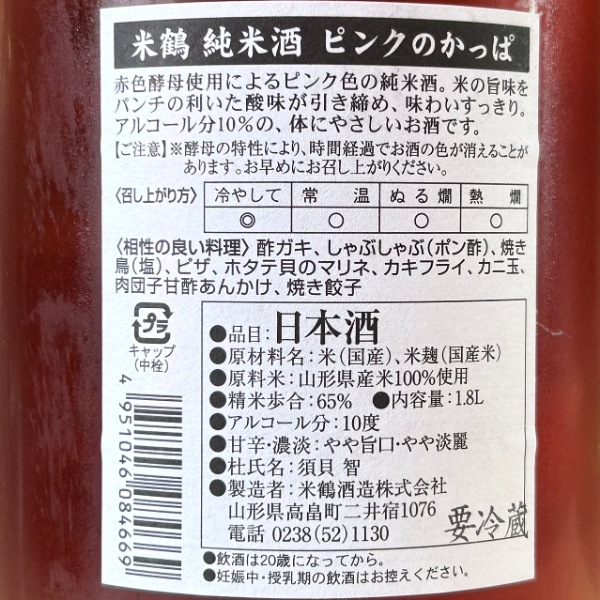 米鶴 純米酒 ピンクのかっぱ
赤色酵母使用によるピンク色の純米酒。米の旨味を
パンチの利いた酸味が引き締め、味わいすっきり。
アルコール分10%の、体にやさしいお酒です。
【ご注意】※酵母の特性により、時間経過でお酒の色が消えることが
あります。お早めにお召し上がりください。
〈召し上がり方〉 冷やして 常温 ぬる燗 熱燗
◎ ○ ○ ○
〈相性の良い料理〉酢ガキ、しゃぶしゃぶ(ポン酢)、焼き
鳥(塩)、ピザ、ホタテ貝のマリネ、カキフライ、カニ玉、
肉団子甘酢あんかけ、焼き餃子
プラ
キャップ
(中栓)
4 951046 084669
●品目:日本酒
●原材料名:米(国産)、米麹(国産米)
●原料米:山形県産米100%使用
●精米歩合:65% ●内容量:1.8L
●アルコール分:10度
●甘辛・濃淡:やや旨口・やや淡麗
●杜氏名:須貝 智
●製造者:米鶴酒造株式会社
山形県高畠町二井宿1076
電話 0238(52)1130
要冷蔵
●飲酒は20歳になってから。
●妊娠中・授乳期の飲酒はお控えください。